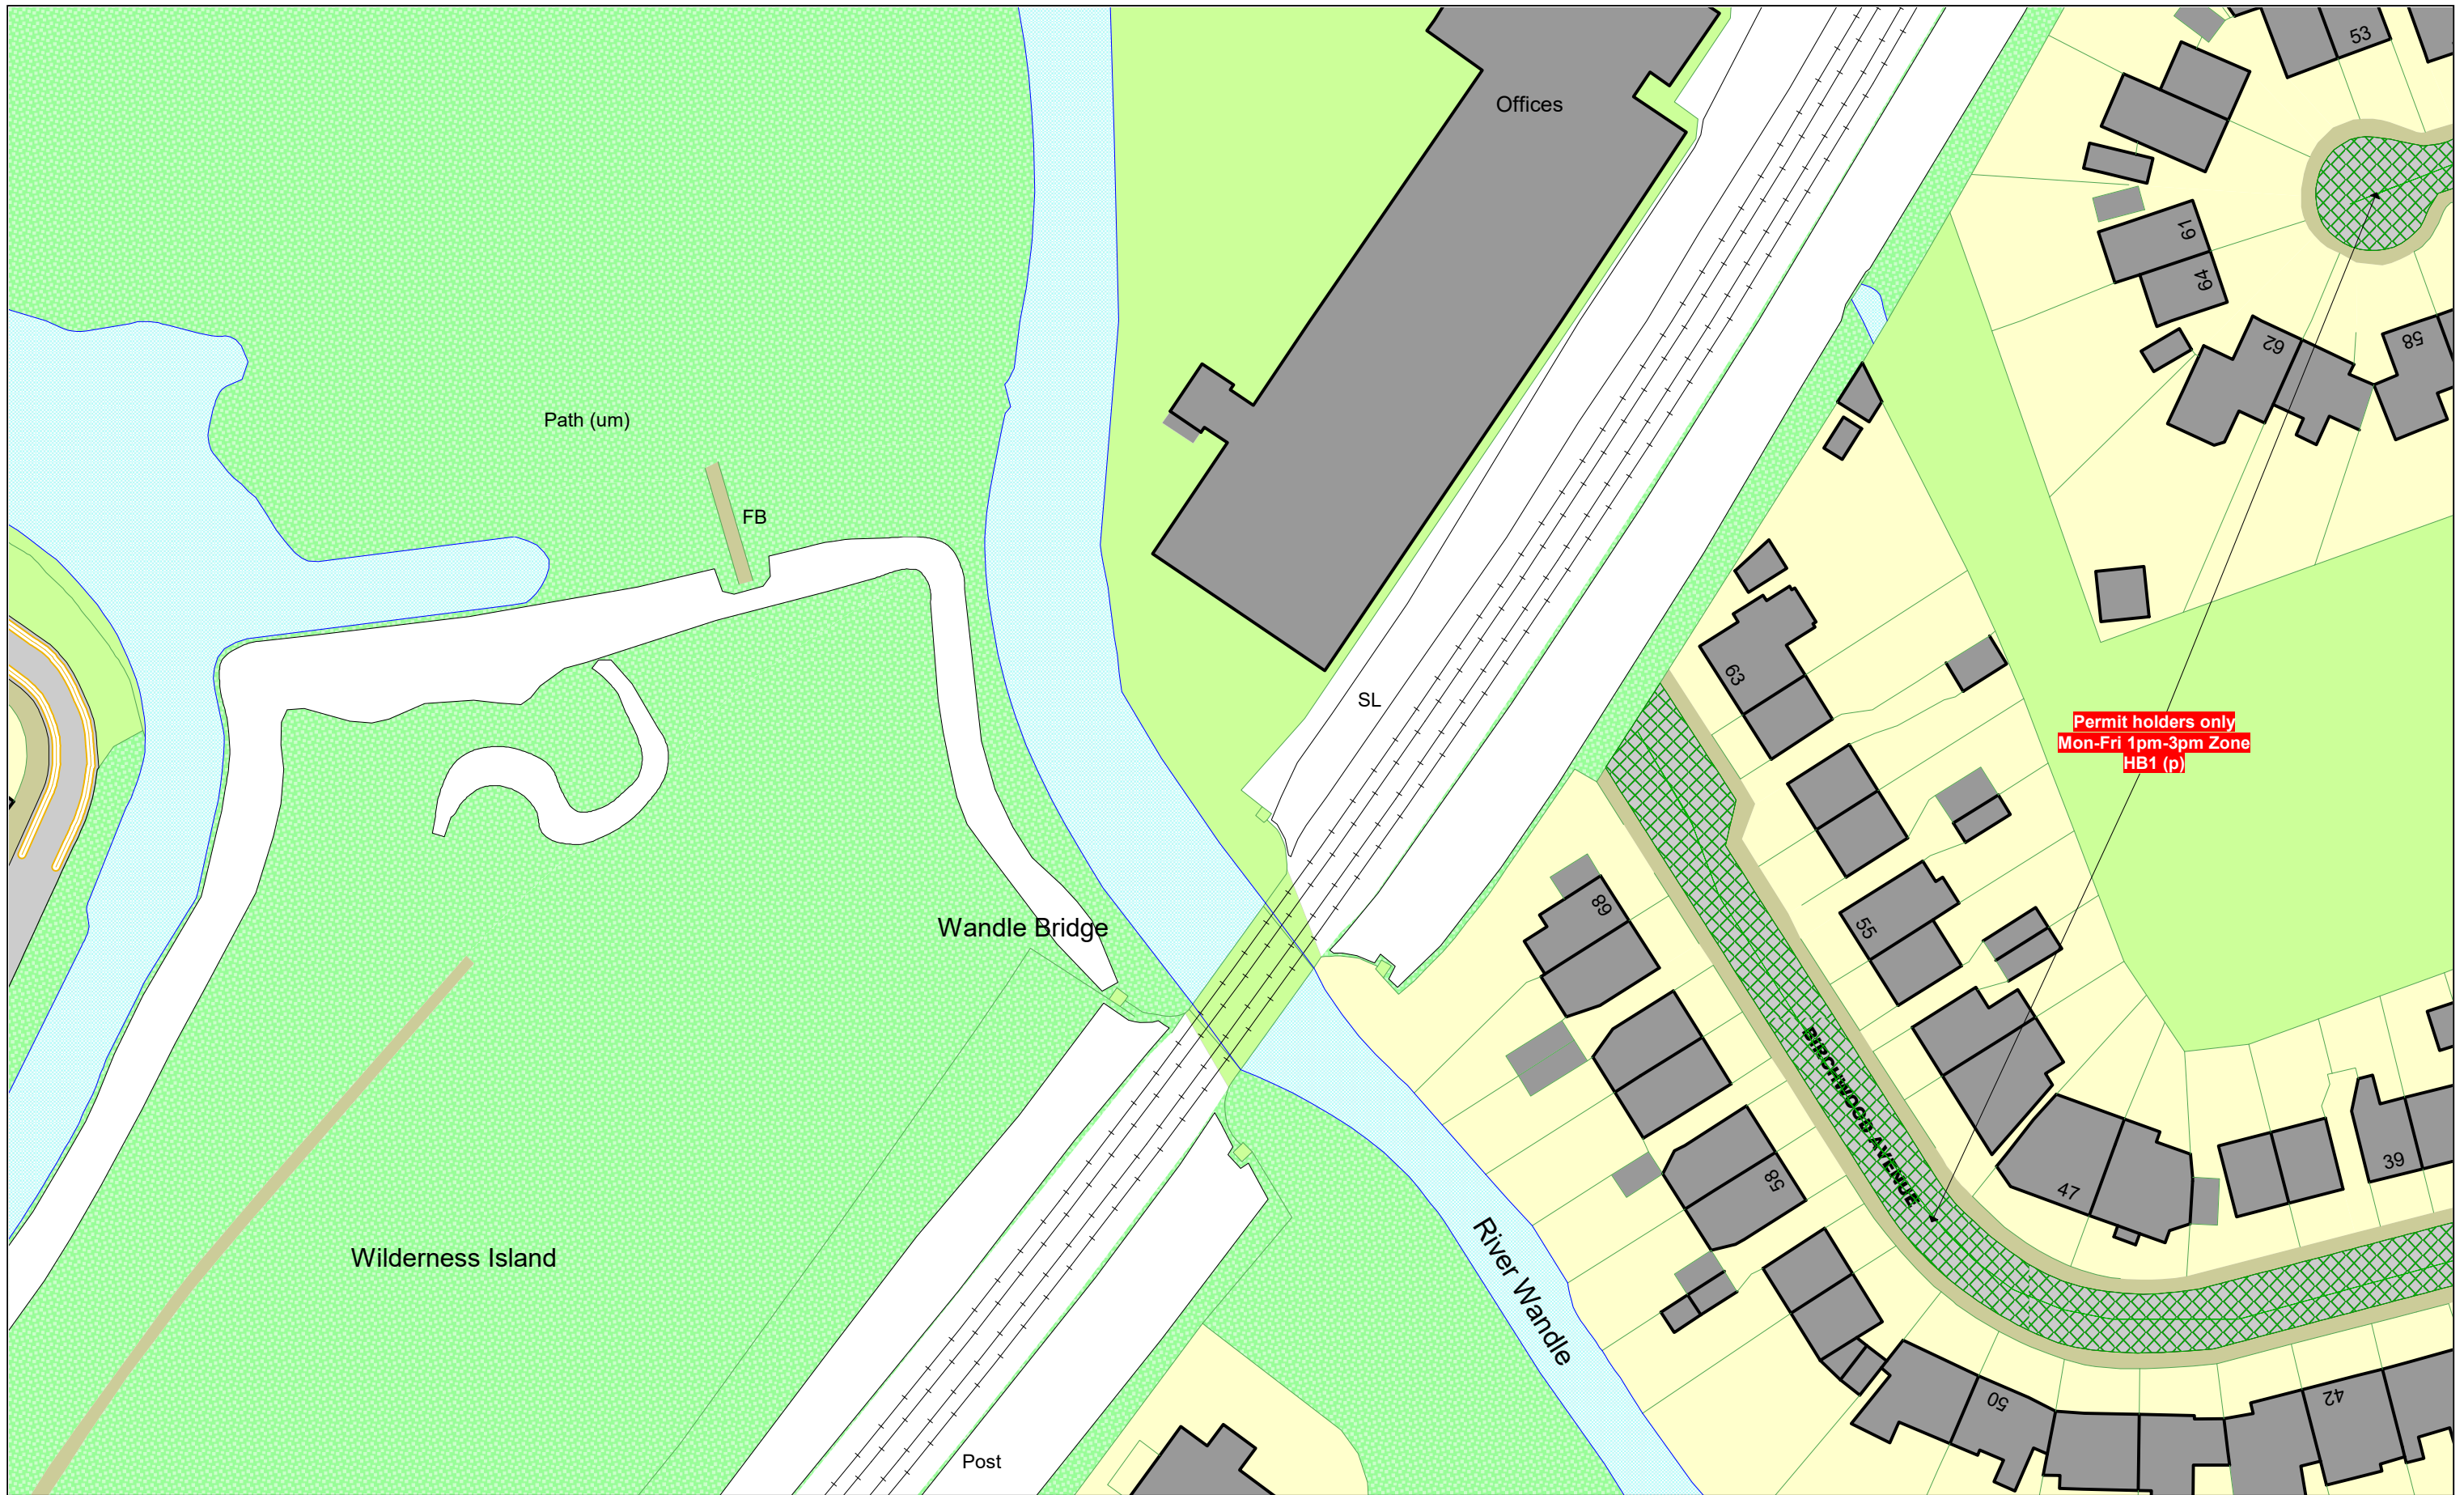 53
Offices
61
64
62
58
Path (um)
FB
63
SL
Permit holders only
Mon-Fri 1pm-3pm Zone
HB1 (p)
68
55
Wandle Bridge
BIRCHWOOD AVENUE
39
58
47
Wilderness Island
River Wandle
50
42
Post